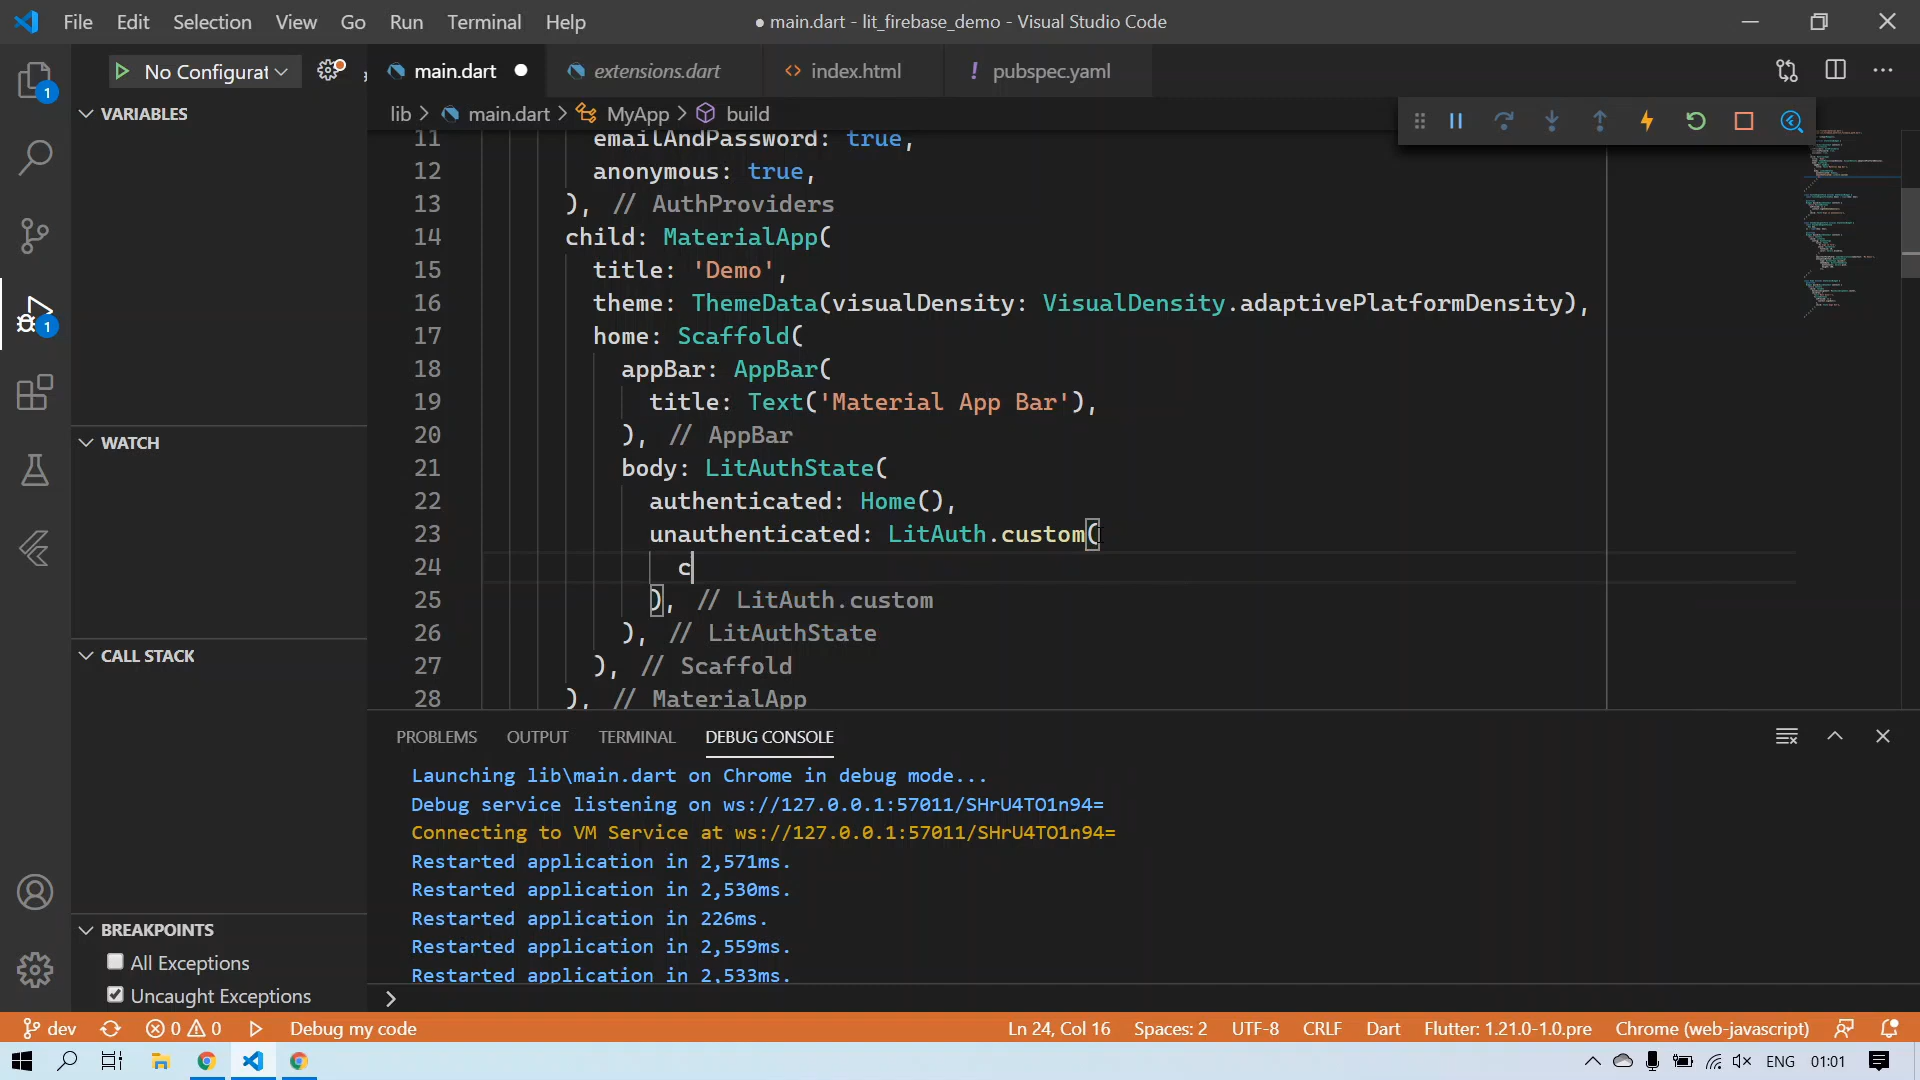 File Edit Selection View Go Run Terminal Help ● main.dart - lit_firebase_demo - Visual Studio Code
No Configurat
main.dart extensions.dart index.html ! pubspec.yaml
lib > main.dart > MyApp > build
VARIABLES
11 emailAndPassword: true,
12 anonymous: true,
13 ), // AuthProviders
14 child: MaterialApp(
15 title: 'Demo',
16 theme: ThemeData(visualDensity: VisualDensity.adaptivePlatformDensity),
17 home: Scaffold(
18 appBar: AppBar(
19 title: Text('Material App Bar'),
20 ), // AppBar
21 body: LitAuthState(
22 authenticated: Home(),
23 unauthenticated: LitAuth.custom(
24 c
25 ), // LitAuth.custom
26 ), // LitAuthState
27 ), // Scaffold
28 ), // MaterialApp
WATCH
CALL STACK
BREAKPOINTS
All Exceptions
Uncaught Exceptions
PROBLEMS OUTPUT TERMINAL DEBUG CONSOLE
Launching lib\main.dart on Chrome in debug mode...
Debug service listening on ws://127.0.0.1:57011/SHrU4TO1n94=
Connecting to VM Service at ws://127.0.0.1:57011/SHrU4TO1n94=
Restarted application in 2,571ms.
Restarted application in 2,530ms.
Restarted application in 226ms.
Restarted application in 2,559ms.
Restarted application in 2,533ms.
1
1
dev 0 0 Debug my code Ln 24, Col 16 Spaces: 2 UTF-8 CRLF Dart Flutter: 1.21.0-1.0.pre Chrome (web-javascript)
ENG 01:01